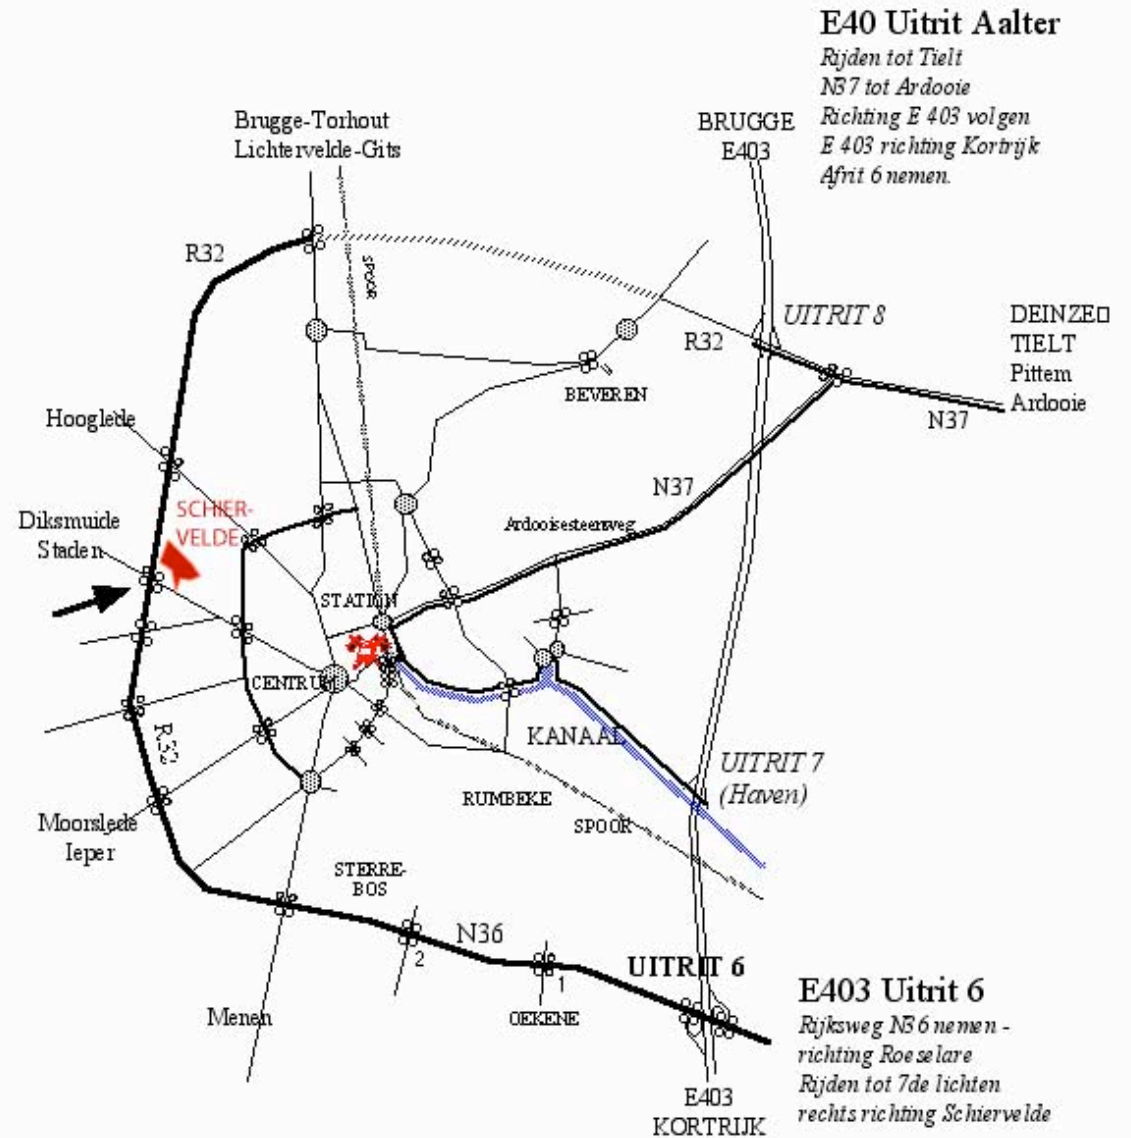 E40 Uitrit Aalter
Rijden tot Tielt
N37 tot Ardooie
Richting E 403 volgen
E 403 richting Kortrijk
Afrit 6 nemen.
Brugge-Torhout
Lichtervelde-Gits
BRUGGE
E403
R32
SPOOR
UITRIT 8
R32
DEINZE□
TIELT
Pittem
Ardooie
N37
BEVEREN
Hooglede
N37
SCHIER-
VELDE
Diksmuide
Staden
Ardooisesteenweg
STATION
CENTRUM
KANAAL
R32
UITRIT 7
(Haven)
RUMBEKE
SPOOR
Moorslede
Ieper
STERRE-
BOS
N36
2
1
UITRIT 6
OEKENE
Menen
E403 Uitrit 6
Rijksweg N36 nemen -
richting Roeselare
Rijden tot 7de lichten
rechts richting Schiervelde
E403
KORTRIJK